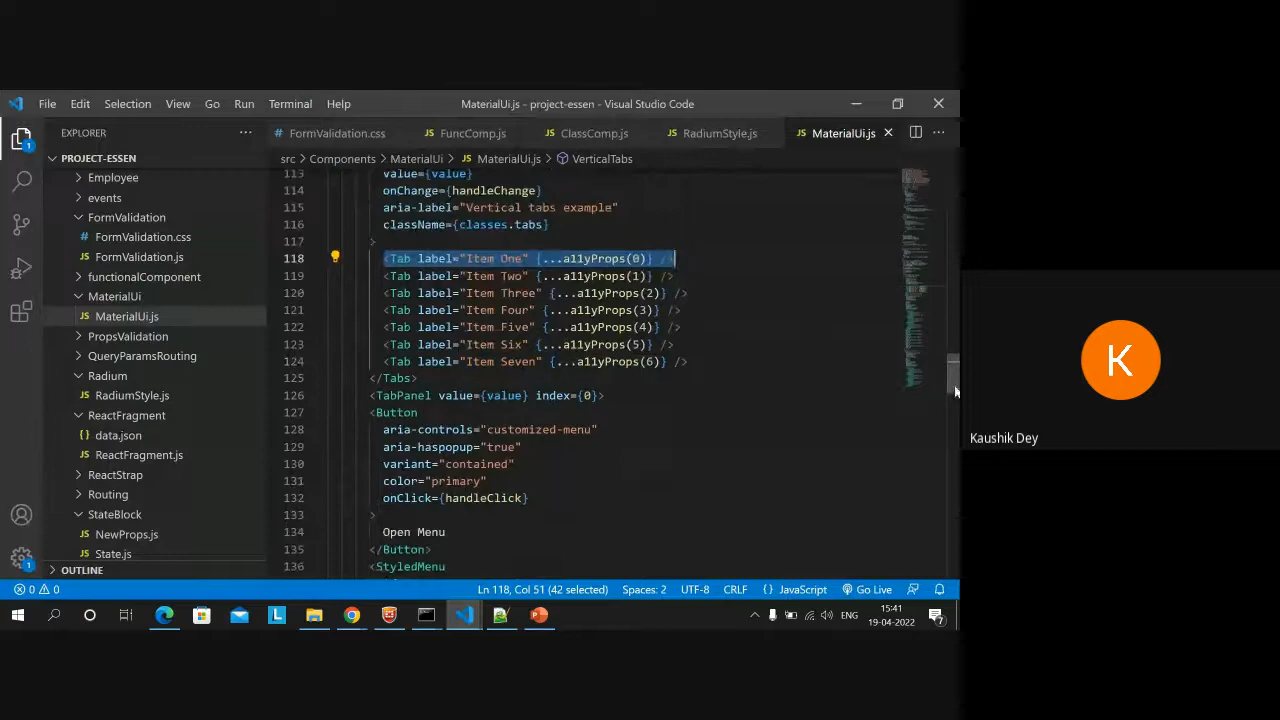 File Edit Selection View Go Run Terminal Help
MaterialUi.js - project-essen - Visual Studio Code
EXPLORER
FormValidation.css
FuncComp.js
ClassComp.js
RadiumStyle.js
MaterialUi.js
PROJECT-ESSEN
src > Components > MaterialUi > MaterialUi.js > VerticalTabs
Employee
events
FormValidation
FormValidation.css
FormValidation.js
functionalComponent
MaterialUi
MaterialUi.js
PropsValidation
QueryParamsRouting
Radium
RadiumStyle.js
ReactFragment
data.json
ReactFragment.js
ReactStrap
Routing
StateBlock
NewProps.js
State.js
OUTLINE
113 value={value}
114 onChange={handleChange}
115 aria-label="Vertical tabs example"
116 className={classes.tabs}
117 >
118 <Tab label="Item One" {...a11yProps(0)} />
119 <Tab label="Item Two" {...a11yProps(1)} />
120 <Tab label="Item Three" {...a11yProps(2)} />
121 <Tab label="Item Four" {...a11yProps(3)} />
122 <Tab label="Item Five" {...a11yProps(4)} />
123 <Tab label="Item Six" {...a11yProps(5)} />
124 <Tab label="Item Seven" {...a11yProps(6)} />
125 </Tabs>
126 <TabPanel value={value} index={0}>
127 <Button
128 aria-controls="customized-menu"
129 aria-haspopup="true"
130 variant="contained"
131 color="primary"
132 onClick={handleClick}
133 >
134 Open Menu
135 </Button>
136 <StyledMenu
0 0
Ln 118, Col 51 (42 selected) Spaces: 2 UTF-8 CRLF {} JavaScript Go Live
ENG
15:41
19-04-2022
K
Kaushik Dey